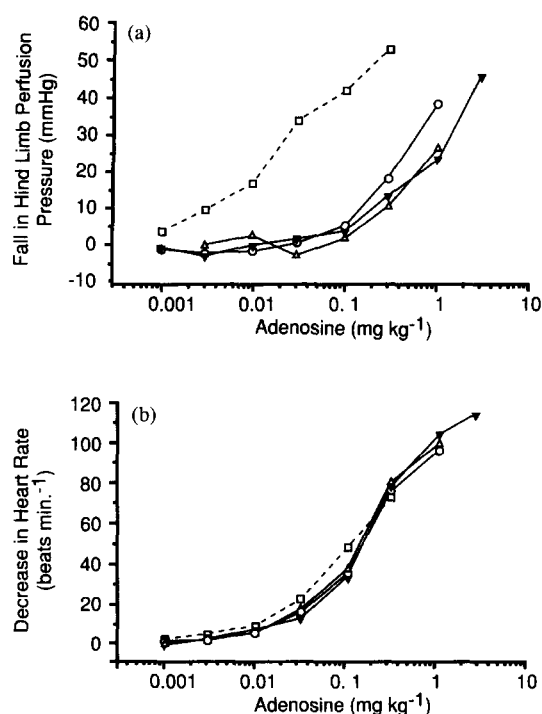 (a)
Fall in Hind Limb Perfusion
Pressure (mmHg)
60
50
40
30
20
10
0
-10
0.001 0.01 0.1 1 10
Adenosine (mg kg-1)
(b)
Decrease in Heart Rate
(beats min.-1)
120
100
80
60
40
20
0
0.001 0.01 0.1 1 10
Adenosine (mg kg-1)